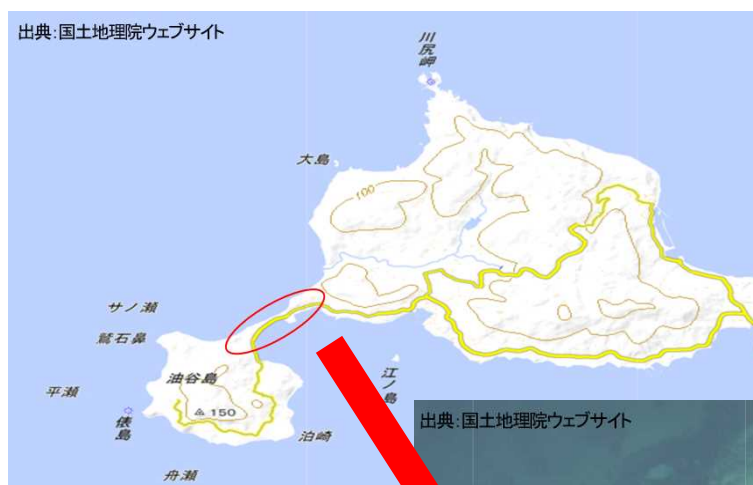 出典:国土地理院ウェブサイト
川尻岬
大島
100
サノ瀬
鷲石鼻
油谷島
平瀬
俵島
150
江ノ島
泊崎
舟瀬
出典:国土地理院ウェブサイト